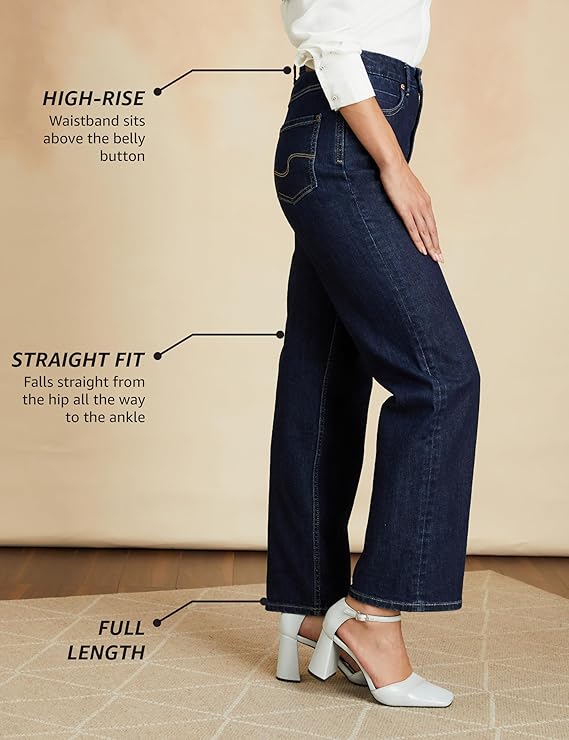 HIGH-RISE
Waistband sits
above the belly
button
STRAIGHT FIT
Falls straight from
the hip all the way
to the ankle
FULL
LENGTH